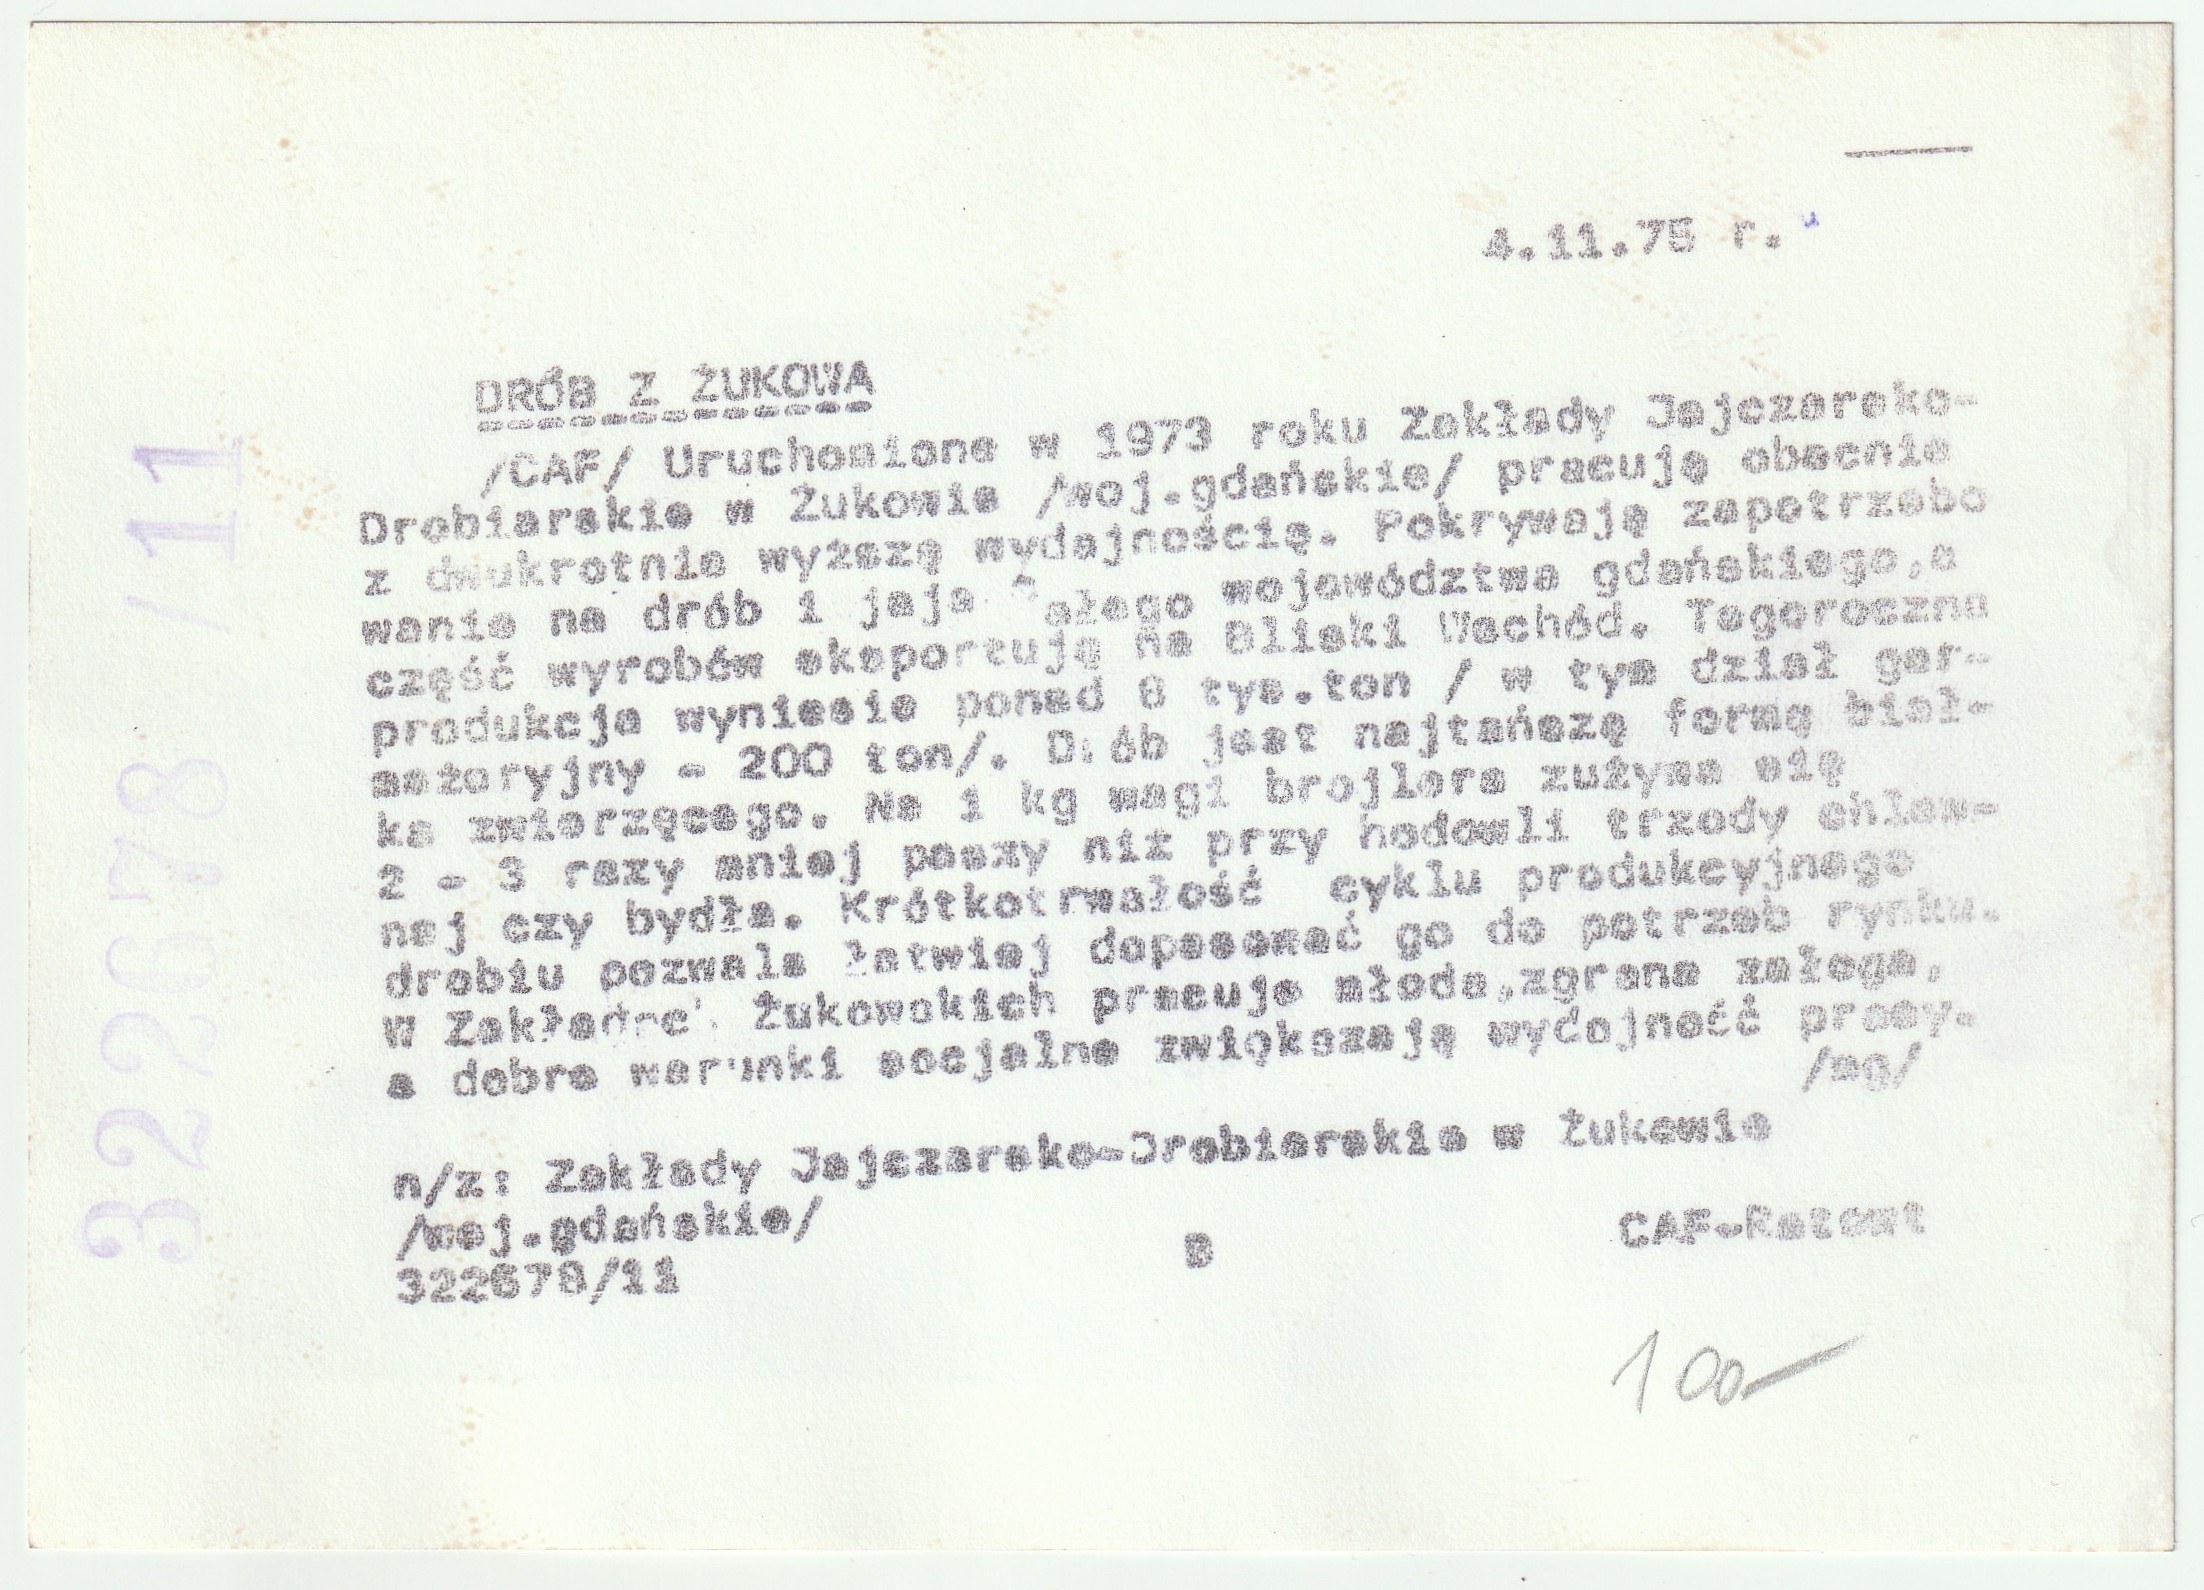 4.11.75 r.
DRÓB Z ŻUKOWA
/CAF/ Uruchomione w 1973 roku Zakłady Jajczarsko-
Drobiarskie w Żukowie /woj.gdańskie/ pracują obecnie
z dwukrotnie wyższą wydajnością. Pokrywają zapotrzebo
wanie na drób i jaja całego województwa gdańskiego,a
część wyrobów eksportują na Bliski Wschód. Tegoroczna
produkcja wyniesie ponad 8 tys.ton / w tym dział gar-
mażeryjny - 200 ton/. Drób jest najtańszą formą biał-
ka zwierzęcego. Na 1 kg wagi brojlera zużywa się
2 - 3 razy mniej paszy niż przy hodowli trzody chlew-
nej czy bydła. Krótkotrwałość cyklu produkcyjnego
drobiu pozwala łatwiej dopasować go do potrzeb rynku.
W Zakładach Żukowskich pracuje młoda,zgrana załoga,
a dobre warunki socjalne zwiększają wydajność pracy.
/mg/
n/z: Zakłady Jajczarsko-Drobiarskie w Żukowie
/woj.gdańskie/
322678/11
B
CAF-Ratawt
100-
322678/11